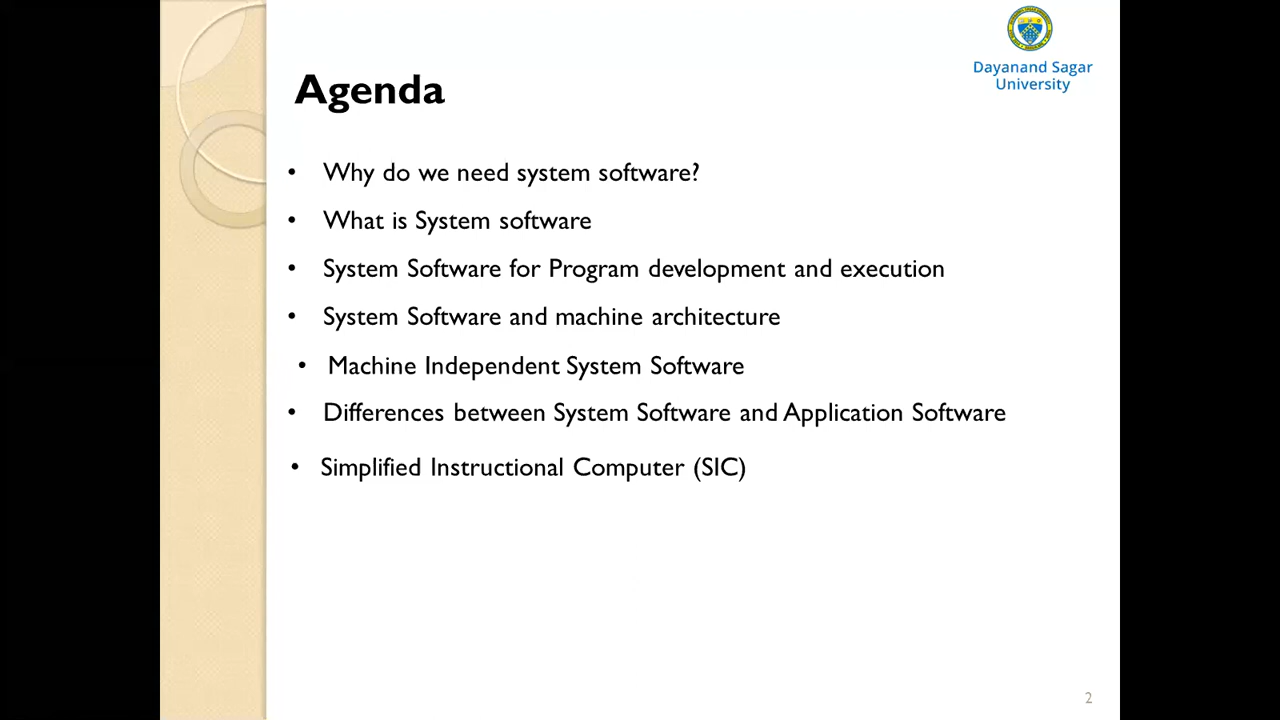 Dayanand Sagar
University
Agenda
• Why do we need system software?
• What is System software
• System Software for Program development and execution
• System Software and machine architecture
• Machine Independent System Software
• Differences between System Software and Application Software
• Simplified Instructional Computer (SIC)
2